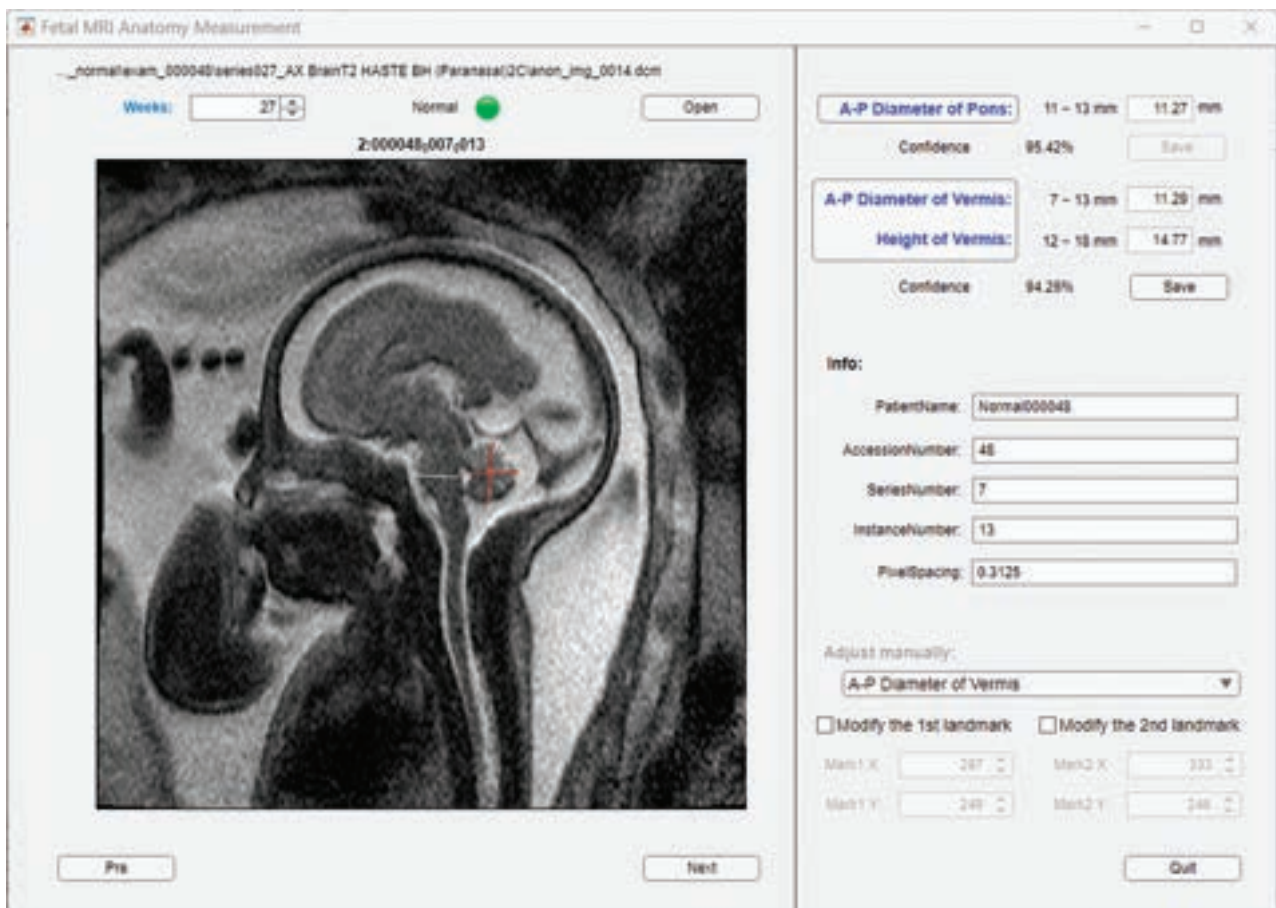 Fetal MRI Anatomy Measurement
..._normal\exam_000048\series027_AX BrainT2 HASTE BH (Paranasal)2C\anon_img_0014.dcm
Weeks: 27 Normal Open
2:000048,007,013
Pre Next
A-P Diameter of Pons: 11 - 13 mm 11.27 mm
Confidence 95.42% Save
A-P Diameter of Vermis: 7 - 13 mm 11.29 mm
Height of Vermis: 12 - 18 mm 14.77 mm
Confidence 94.28% Save
Info:
PatientName: Normal000048
AccessionNumber: 48
SeriesNumber: 7
InstanceNumber: 13
PixelSpacing: 0.3125
Adjust manually:
A-P Diameter of Vermis
Modify the 1st landmark Modify the 2nd landmark
Mark1 X: 297 Mark2 X: 333
Mark1 Y: 249 Mark2 Y: 246
Quit